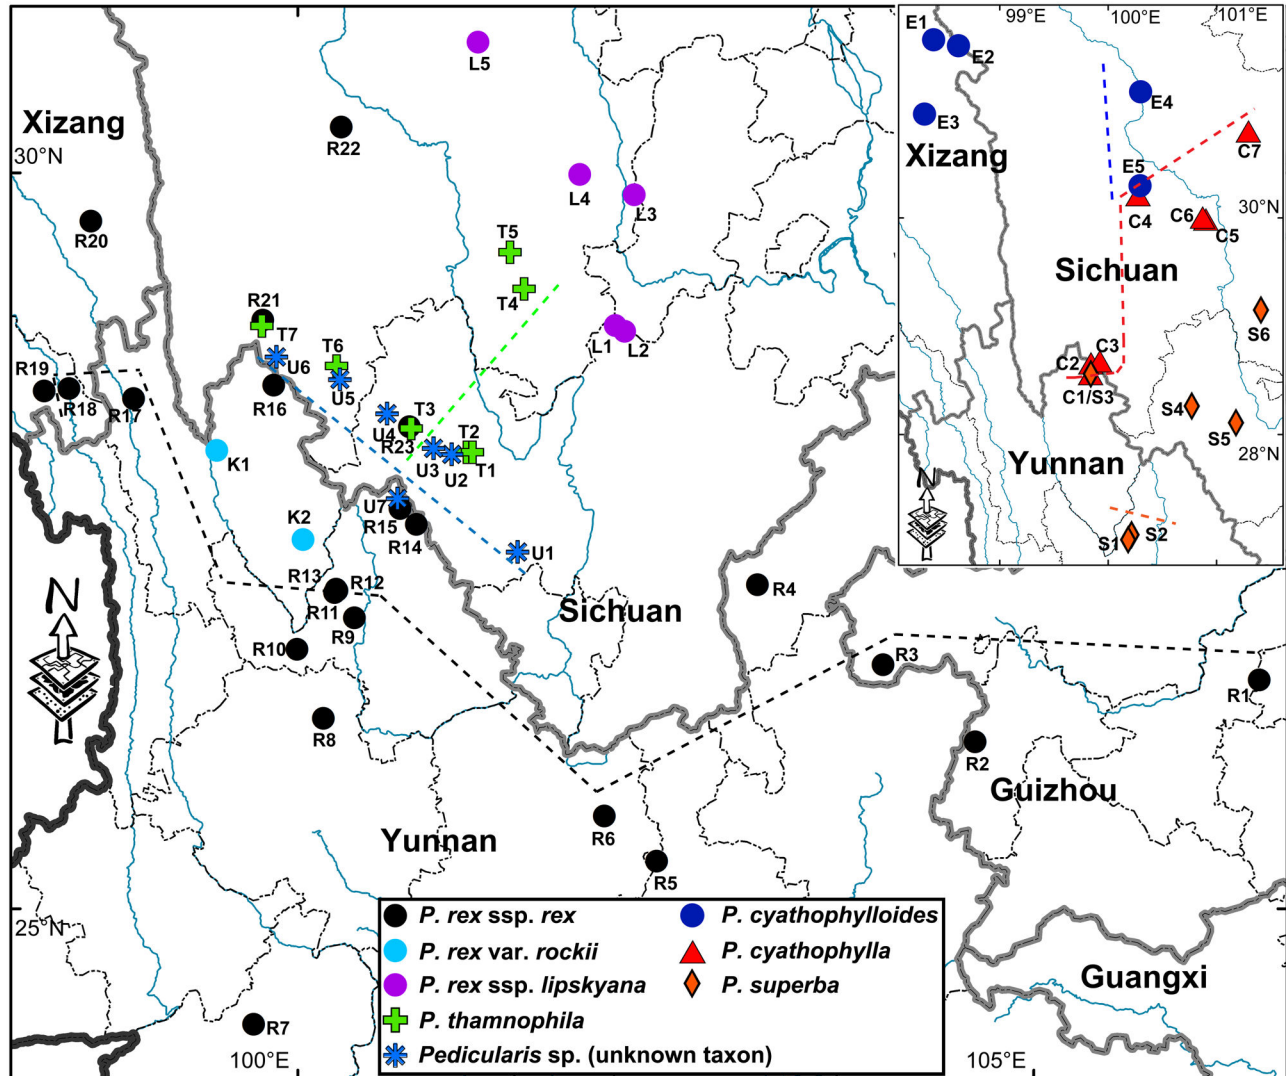 L5
Xizang
30°N
R22
L4
L3
R20
T5
T4
R21
T7
T6
L1
L2
R19
U6
U5
R18
R17
R16
T3
U4
R23
T2
K1
U3
U2
T1
U7
R15
K2
R14
U1
R13
R12
R4
N
R11
Sichuan
R9
R10
R3
R1
R8
R2
Guizhou
Yunnan
R6
R5
25°N
Guangxi
R7
100°E
105°E
99°E
100°E
101°E
E1
E2
E4
E3
C7
Xizang
E5
30°N
C4
C6
C5
Sichuan
S6
C3
C2
C1/S3
S4
S5
28°N
Yunnan
N
S2
S1
P. rex ssp. rex
P. rex var. rockii
P. rex ssp. lipskyana
P. thamnophila
Pedicularis sp. (unknown taxon)
P. cyathophylloides
P. cyathophylla
P. superba